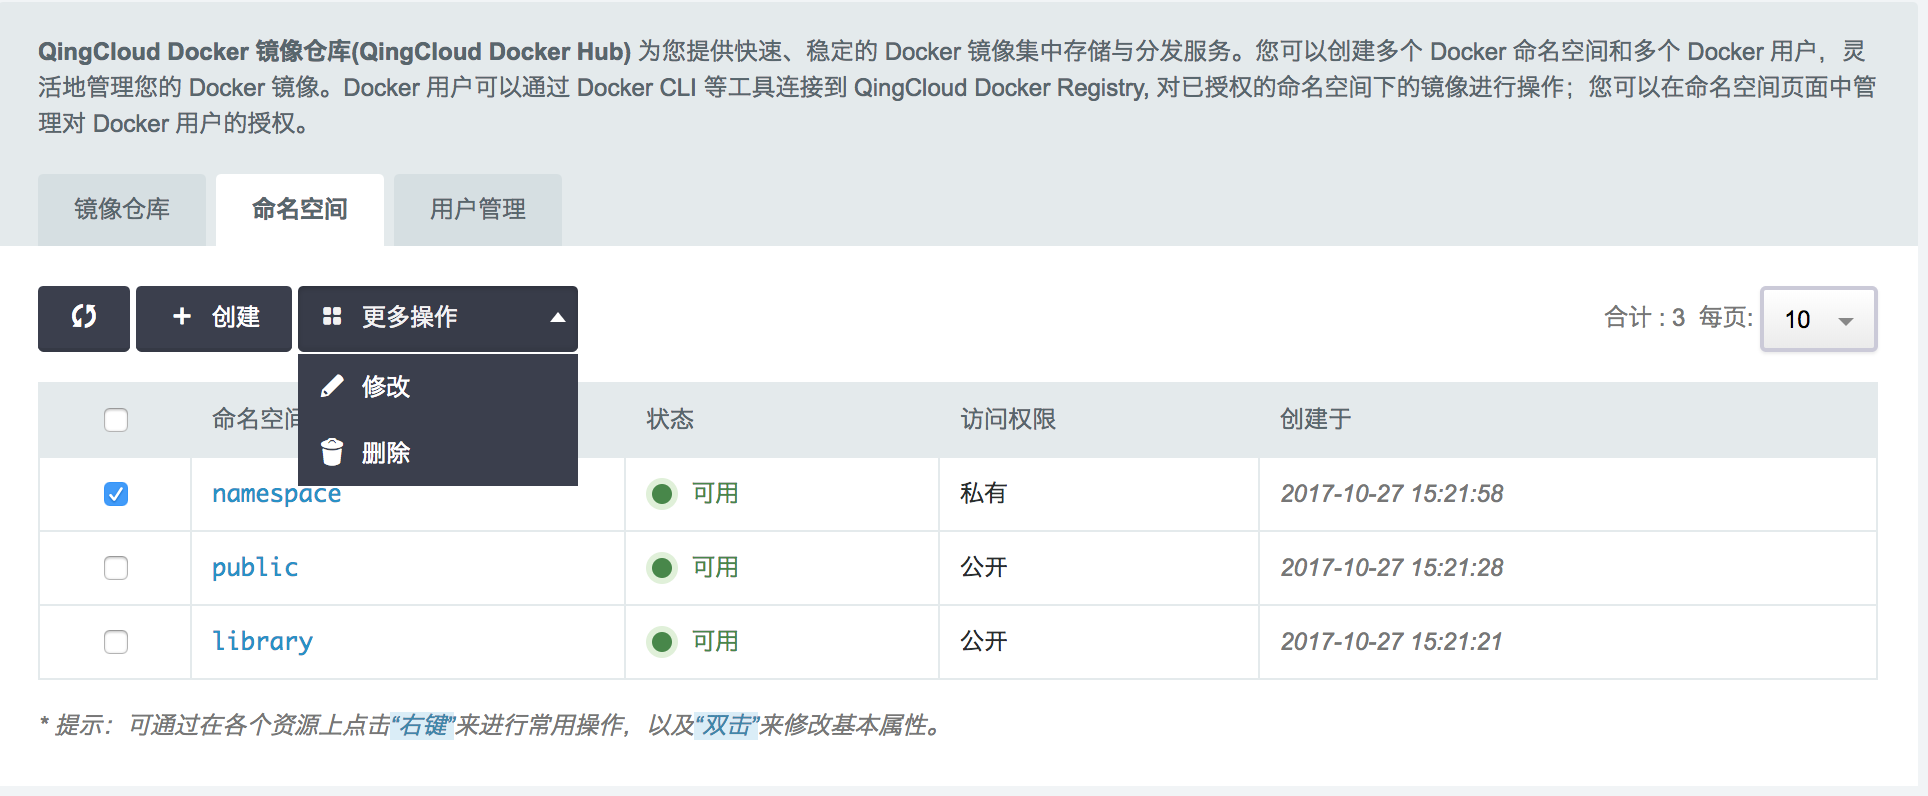 QingCloud Docker 镜像仓库(QingCloud Docker Hub) 为您提供快速、稳定的 Docker 镜像集中存储与分发服务。您可以创建多个 Docker 命名空间和多个 Docker 用户，灵
活地管理您的 Docker 镜像。Docker 用户可以通过 Docker CLI 等工具连接到 QingCloud Docker Registry, 对已授权的命名空间下的镜像进行操作；您可以在命名空间页面中管
理对 Docker 用户的授权。
镜像仓库 命名空间 用户管理
+ 创建 更多操作 合计 : 3 每页: 10
修改
删除
命名空间 状态 访问权限 创建于
namespace 可用 私有 2017-10-27 15:21:58
public 可用 公开 2017-10-27 15:21:28
library 可用 公开 2017-10-27 15:21:21
* 提示：可通过在各个资源上点击“右键”来进行常用操作，以及“双击”来修改基本属性。